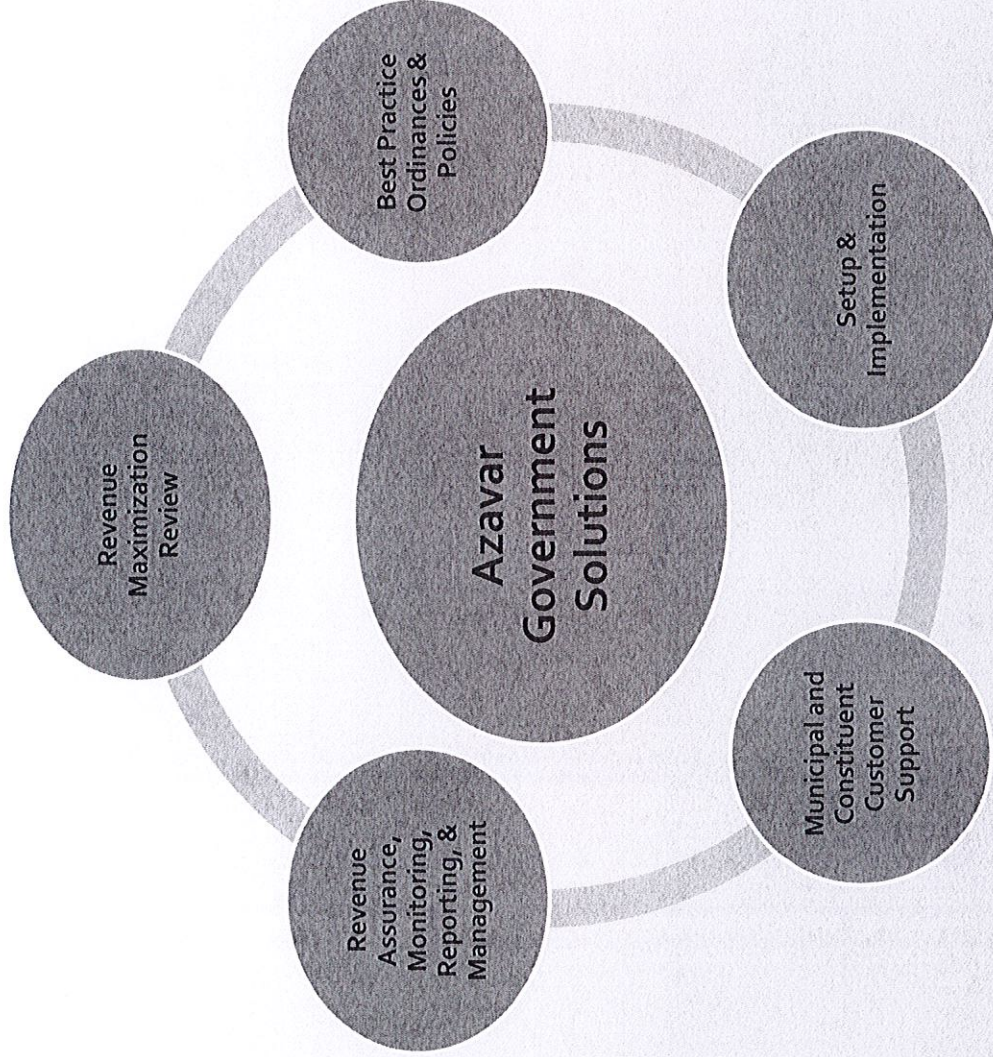 Revenue
Maximization
Review
Best Practice
Ordinances &
Policies
Azavar
Government
Solutions
Revenue
Assurance,
Monitoring,
Reporting, &
Management
Setup &
Implementation
Municipal and
Constituent
Customer
Support